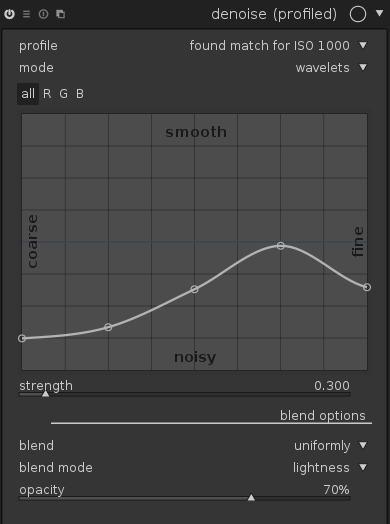 denoise (profiled)
profile found match for ISO 1000
mode wavelets
all R G B
smooth
coarse
fine
noisy
strength 0.300
blend options
blend uniformly
blend mode lightness
opacity 70%